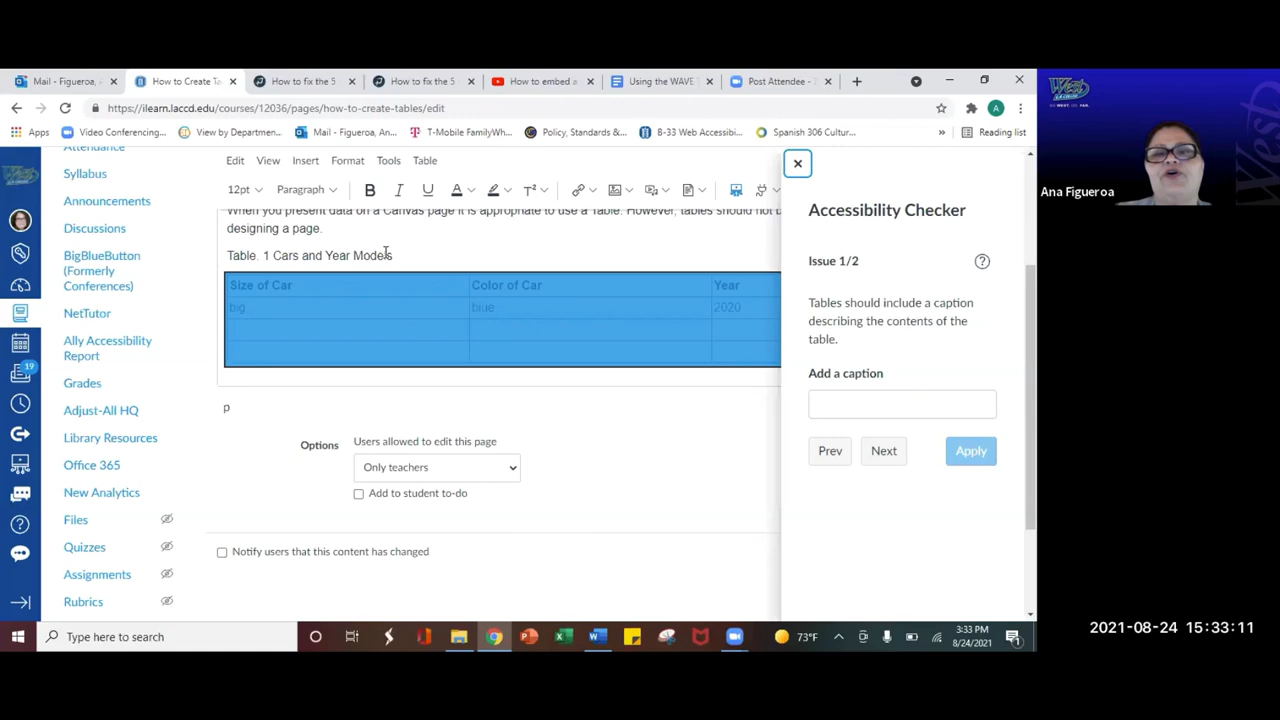 Mail - Figueroa,
How to Create Ta
How to fix the 5
How to fix the 5
How to embed a
Using the WAVE
Post Attendee -
https://ilearn.laccd.edu/courses/12036/pages/how-to-create-tables/edit
A
Apps
Video Conferencing...
View by Departmen...
Mail - Figueroa, An...
T-Mobile FamilyWh...
Policy, Standards &...
B-33 Web Accessibi...
Spanish 306 Cultur...
»
Reading list
Attendance
Syllabus
Announcements
Discussions
BigBlueButton
(Formerly
Conferences)
NetTutor
Ally Accessibility
Report
Grades
Adjust-All HQ
Library Resources
Office 365
New Analytics
Files
Quizzes
Assignments
Rubrics
19
Edit View Insert Format Tools Table
12pt Paragraph B I U A T²
When you present data on a Canvas page it is appropriate to use a Table. However, tables should not b
designing a page.
Table. 1 Cars and Year Models
Size of Car Color of Car Year
big blue 2020
p
Options
Users allowed to edit this page
Only teachers
Add to student to-do
Notify users that this content has changed
Accessibility Checker
Issue 1/2
Tables should include a caption
describing the contents of the
table.
Add a caption
Prev Next Apply
Type here to search
73°F
3:33 PM
8/24/2021
West
Ana Figueroa
2021-08-24 15:33:11